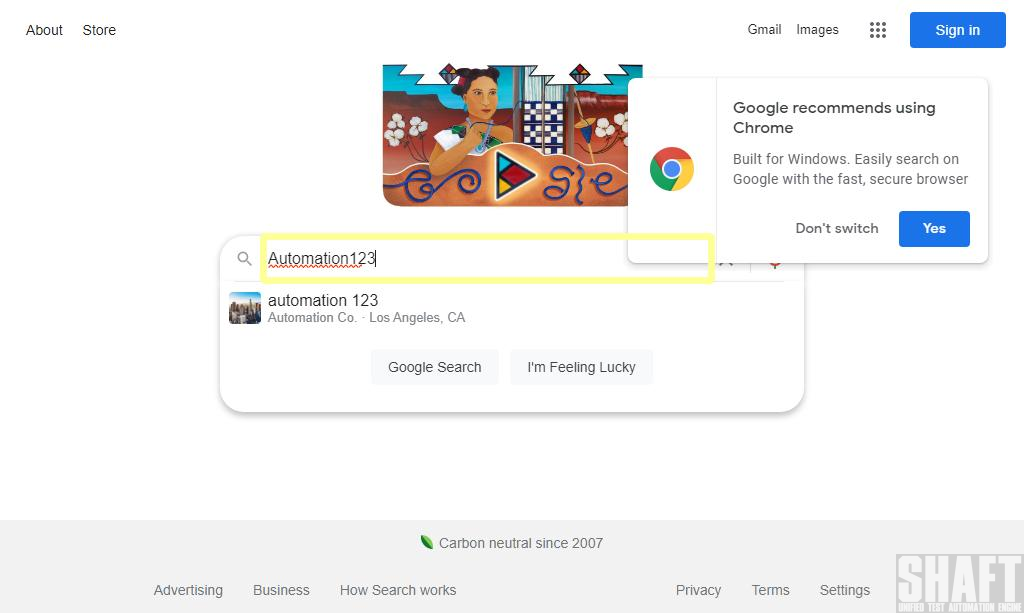 About Store
Gmail Images
Sign in
Google recommends using
Chrome
Built for Windows. Easily search on
Google with the fast, secure browser
Don't switch
Yes
Automation123
automation 123
Automation Co. · Los Angeles, CA
Google Search
I'm Feeling Lucky
Carbon neutral since 2007
Advertising Business How Search works
Privacy Terms Settings
SHAFT
UNIFIED TEST AUTOMATION ENGINE